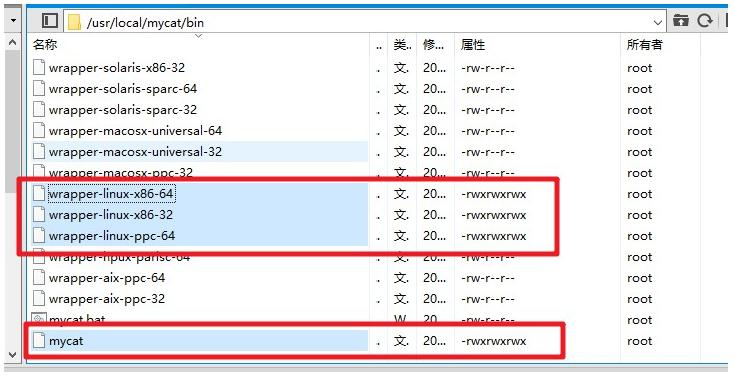 /usr/local/mycat/bin
名称 .. 类.. 修... 属性 所有者
wrapper-solaris-x86-32 . 文. 20... -rw-r--r-- root
wrapper-solaris-sparc-64 . 文. 20... -rw-r--r-- root
wrapper-solaris-sparc-32 . 文. 20... -rw-r--r-- root
wrapper-macosx-universal-64 . 文. 20... -rw-r--r-- root
wrapper-macosx-universal-32 . 文. 20... -rw-r--r-- root
wrapper-macosx-ppc-32 . 文. 20... -rw-r--r-- root
wrapper-linux-x86-64 . 文. 20... -rwxrwxrwx root
wrapper-linux-x86-32 . 文. 20... -rwxrwxrwx root
wrapper-linux-ppc-64 . 文. 20... -rwxrwxrwx root
wrapper-hpux-parisc-64 . 文. 20... -rw-r--r-- root
wrapper-aix-ppc-64 . 文. 20... -rw-r--r-- root
wrapper-aix-ppc-32 . 文. 20... -rw-r--r-- root
mycat.bat . W. 20... -rw-r--r-- root
mycat . 文. 20... -rwxrwxrwx root